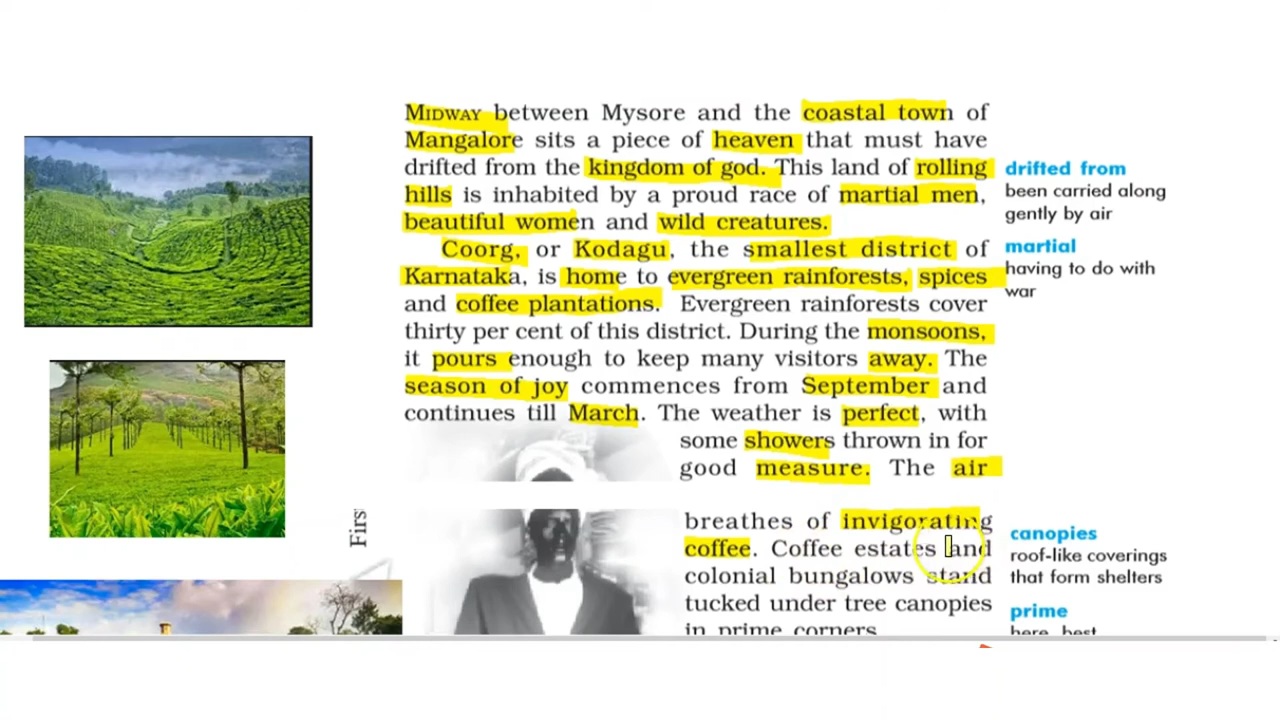 MIDWAY between Mysore and the coastal town of
Mangalore sits a piece of heaven that must have
drifted from the kingdom of god. This land of rolling
hills is inhabited by a proud race of martial men,
beautiful women and wild creatures.
Coorg, or Kodagu, the smallest district of
Karnataka, is home to evergreen rainforests, spices
and coffee plantations. Evergreen rainforests cover
thirty per cent of this district. During the monsoons,
it pours enough to keep many visitors away. The
season of joy commences from September and
continues till March. The weather is perfect, with
some showers thrown in for
good measure. The air
breathes of invigorating
coffee. Coffee estates and
colonial bungalows stand
tucked under tree canopies
in prime corners.
drifted from
been carried along
gently by air
martial
having to do with
war
canopies
roof-like coverings
that form shelters
prime
here, best
Firs